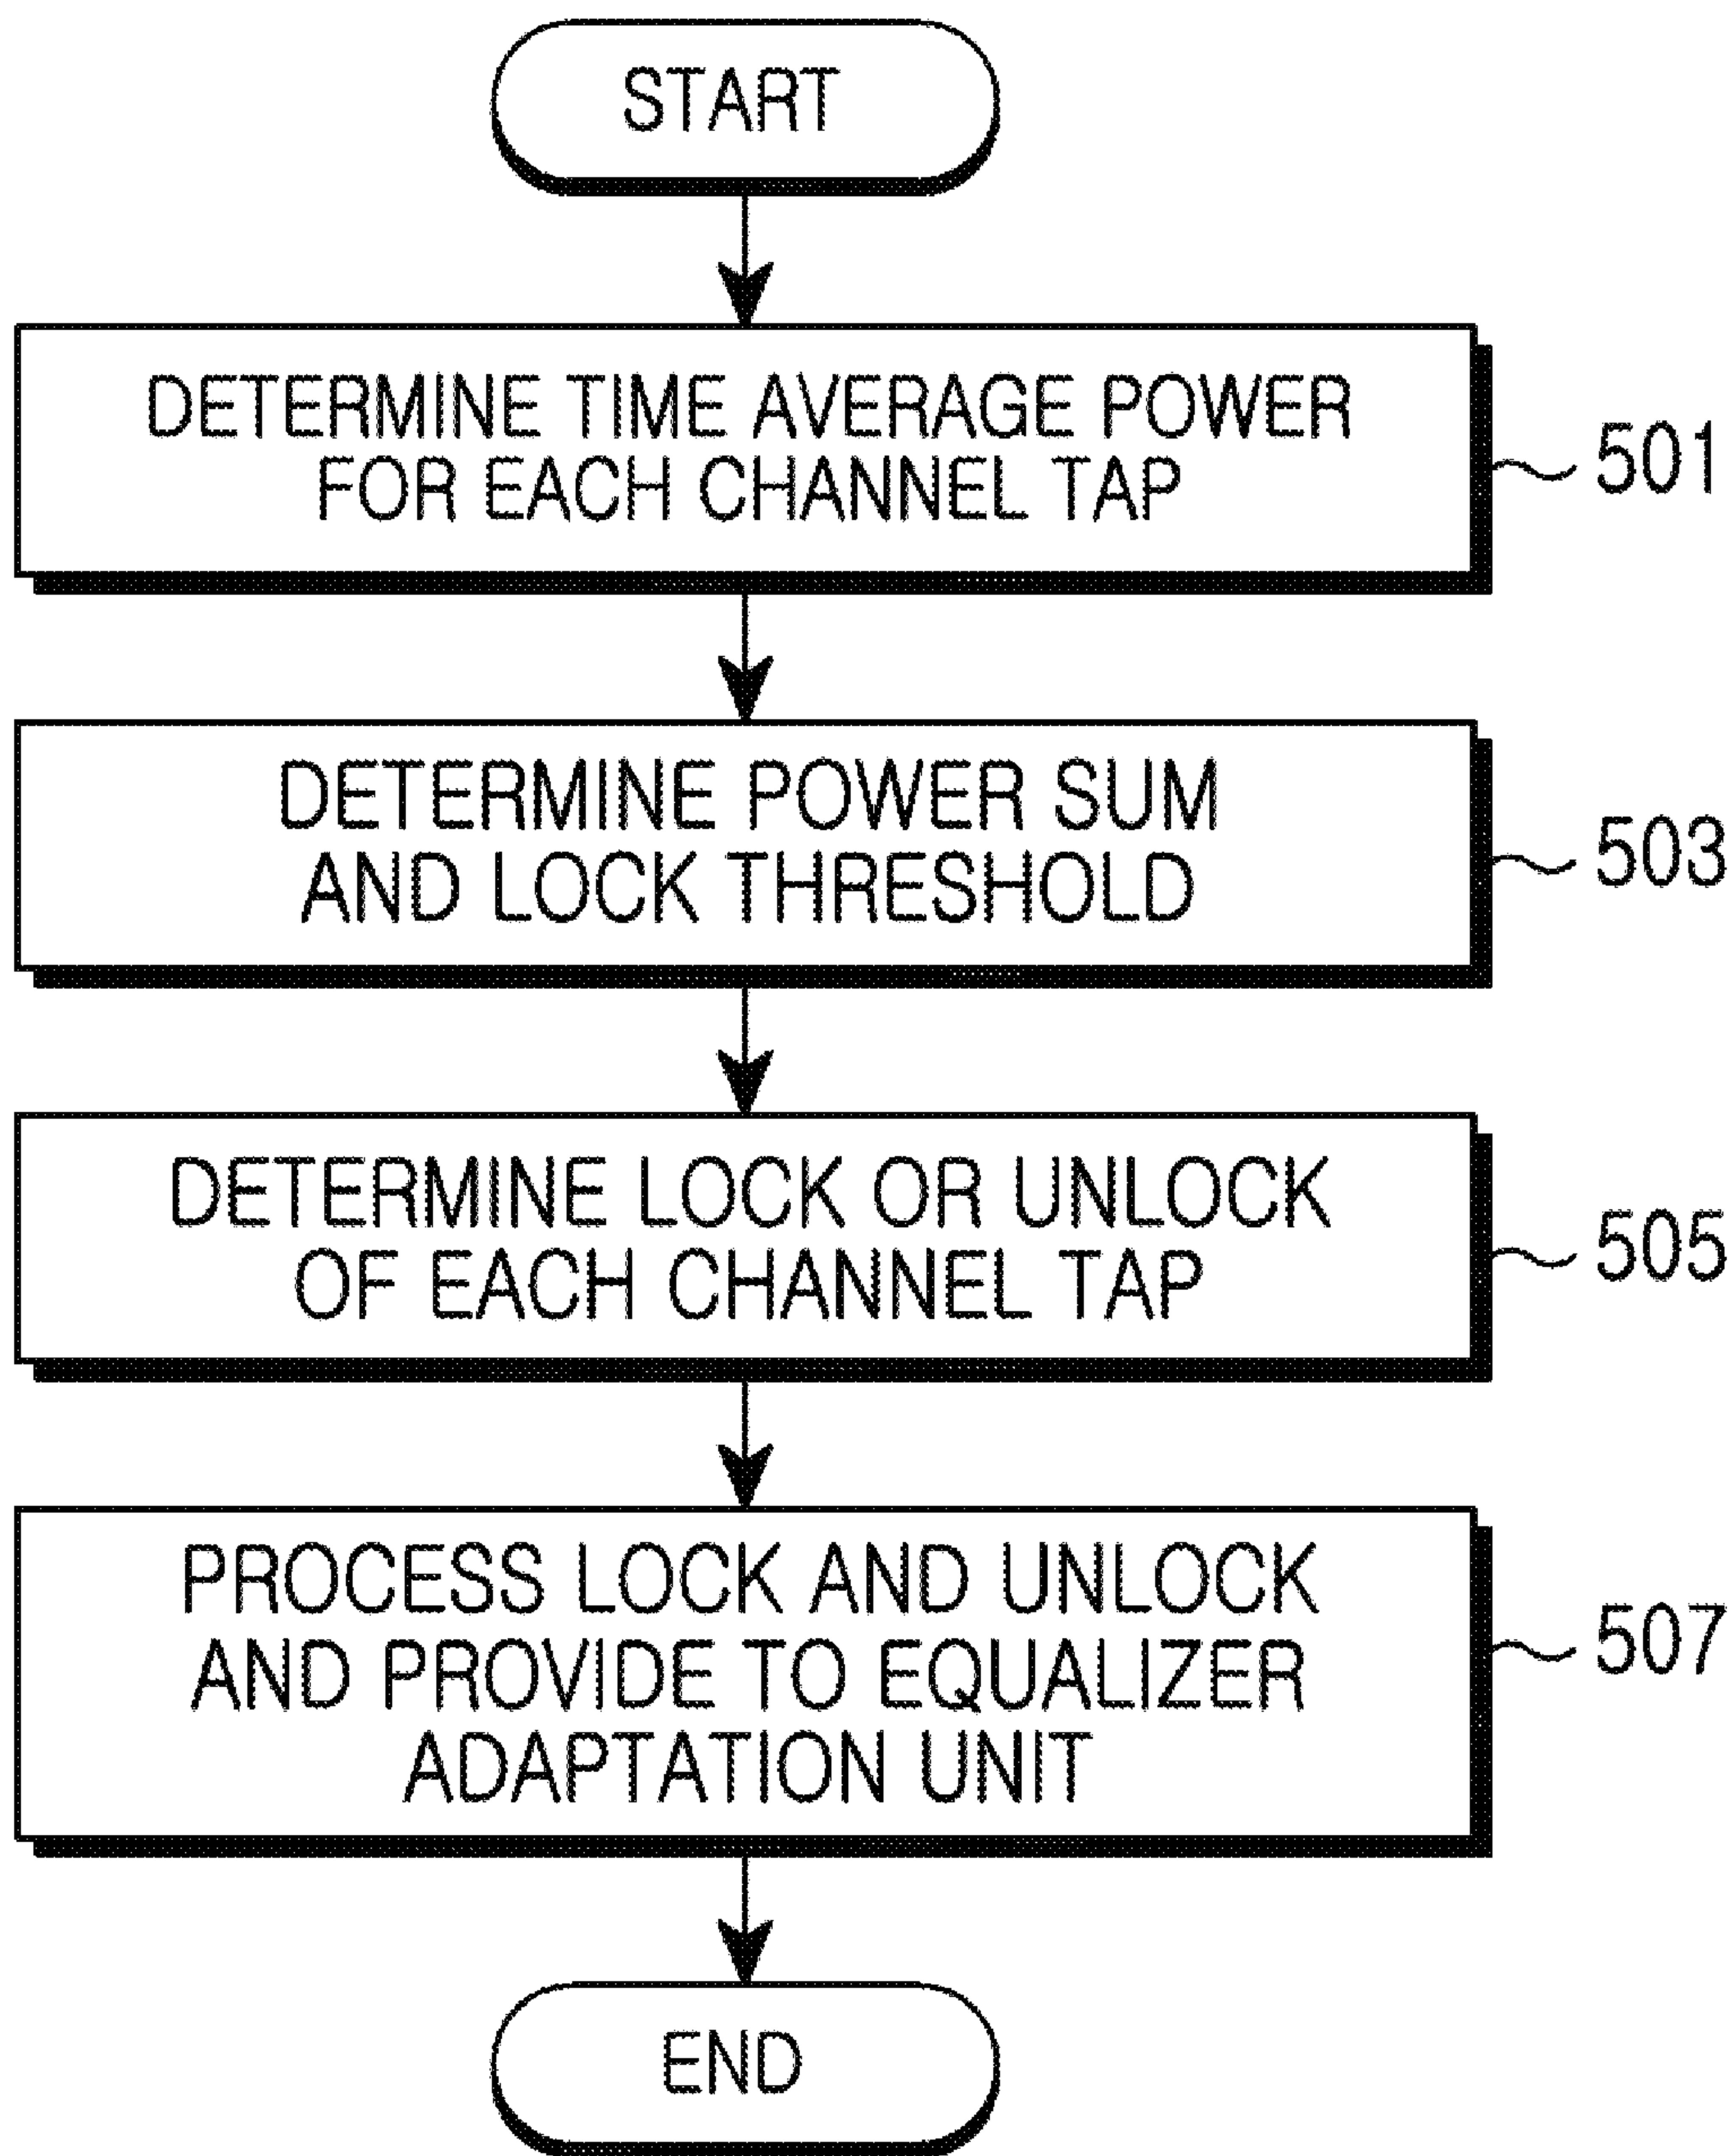 START
DETERMINE TIME AVERAGE POWER
FOR EACH CHANNEL TAP
501
DETERMINE POWER SUM
AND LOCK THRESHOLD
503
DETERMINE LOCK OR UNLOCK
OF EACH CHANNEL TAP
505
PROCESS LOCK AND UNLOCK
AND PROVIDE TO EQUALIZER
ADAPTATION UNIT
507
END